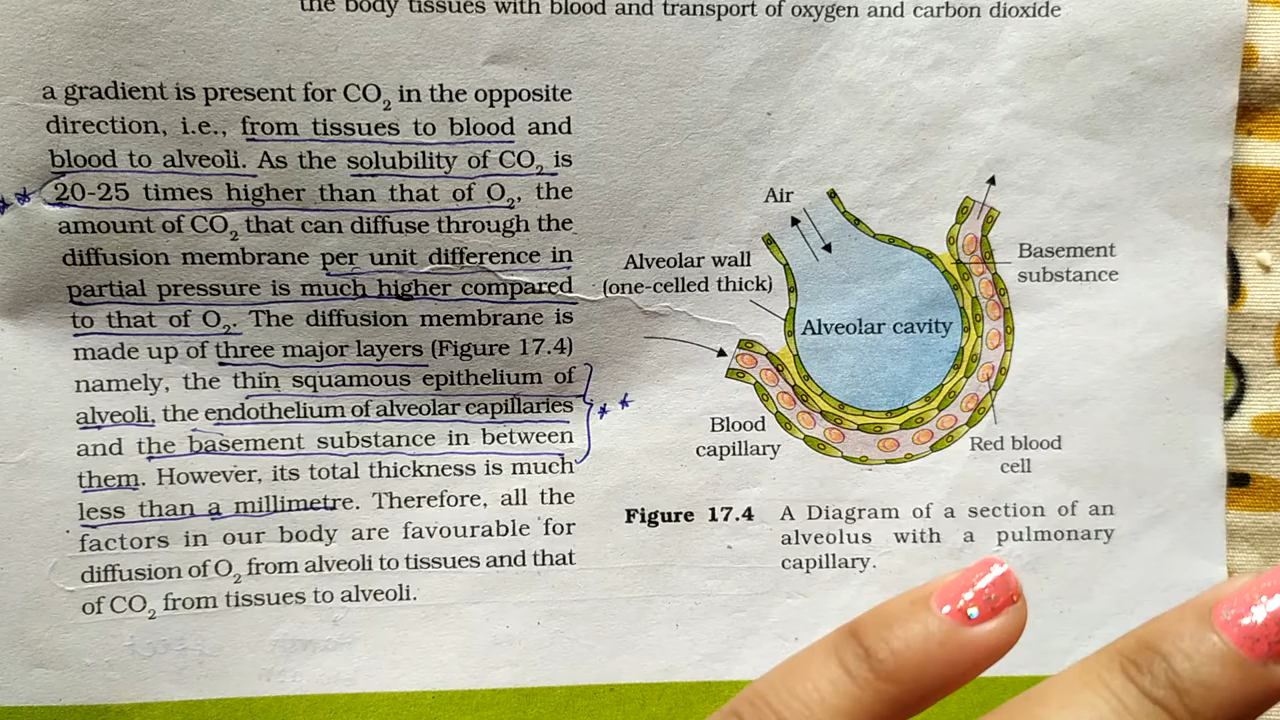 the body tissues with blood and transport of oxygen and carbon dioxide
a gradient is present for CO₂ in the opposite
direction, i.e., from tissues to blood and
blood to alveoli. As the solubility of CO₂ is
20-25 times higher than that of O₂, the
amount of CO₂ that can diffuse through the
diffusion membrane per unit difference in
partial pressure is much higher compared
to that of O₂. The diffusion membrane is
made up of three major layers (Figure 17.4)
namely, the thin squamous epithelium of
alveoli, the endothelium of alveolar capillaries
and the basement substance in between
them. However, its total thickness is much
less than a millimetre. Therefore, all the
factors in our body are favourable for
diffusion of O₂ from alveoli to tissues and that
of CO₂ from tissues to alveoli.
Air
Alveolar wall
(one-celled thick)
Basement
substance
Alveolar cavity
Blood
capillary
Red blood
cell
Figure 17.4 A Diagram of a section of an
alveolus with a pulmonary
capillary.